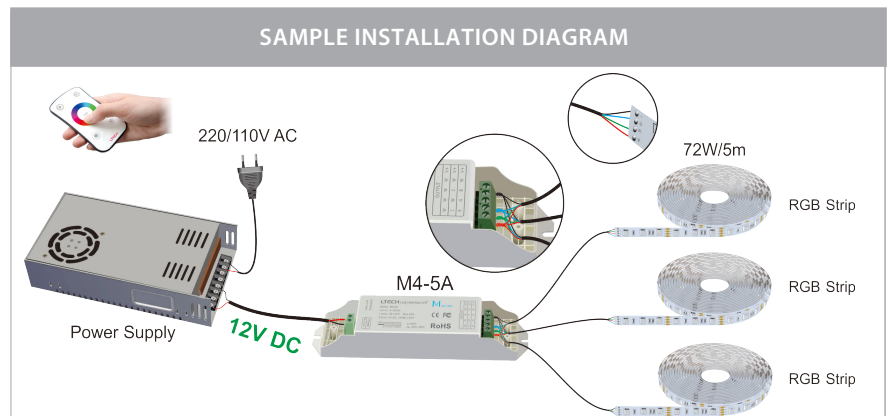 SAMPLE INSTALLATION DIAGRAM
220/110V AC
72W/5m
RGB Strip
M4-5A
RGB Strip
LTECH
RoHS
Power Supply
12V DC
RGB Strip